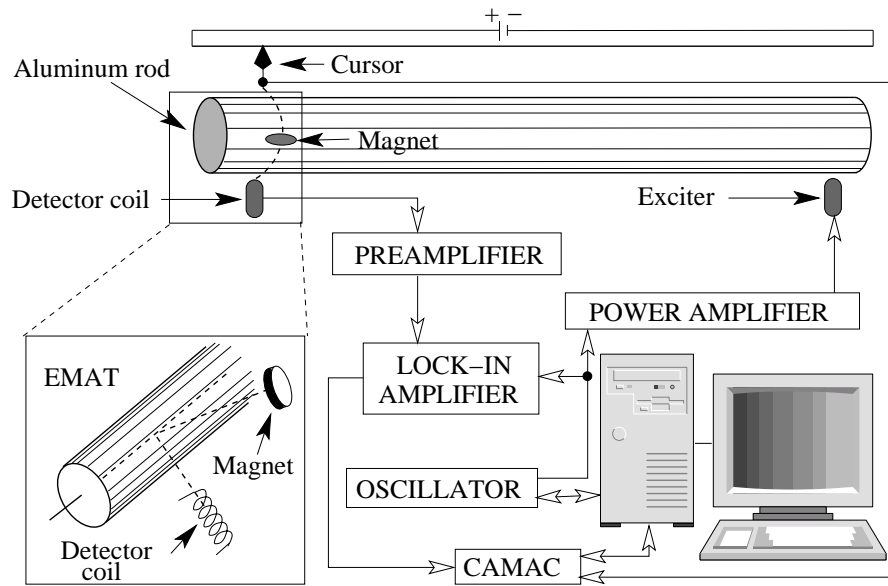 + −
Aluminum rod
Cursor
Magnet
Detector coil
Exciter
PREAMPLIFIER
POWER AMPLIFIER
LOCK−IN
AMPLIFIER
EMAT
Magnet
OSCILLATOR
Detector
coil
CAMAC